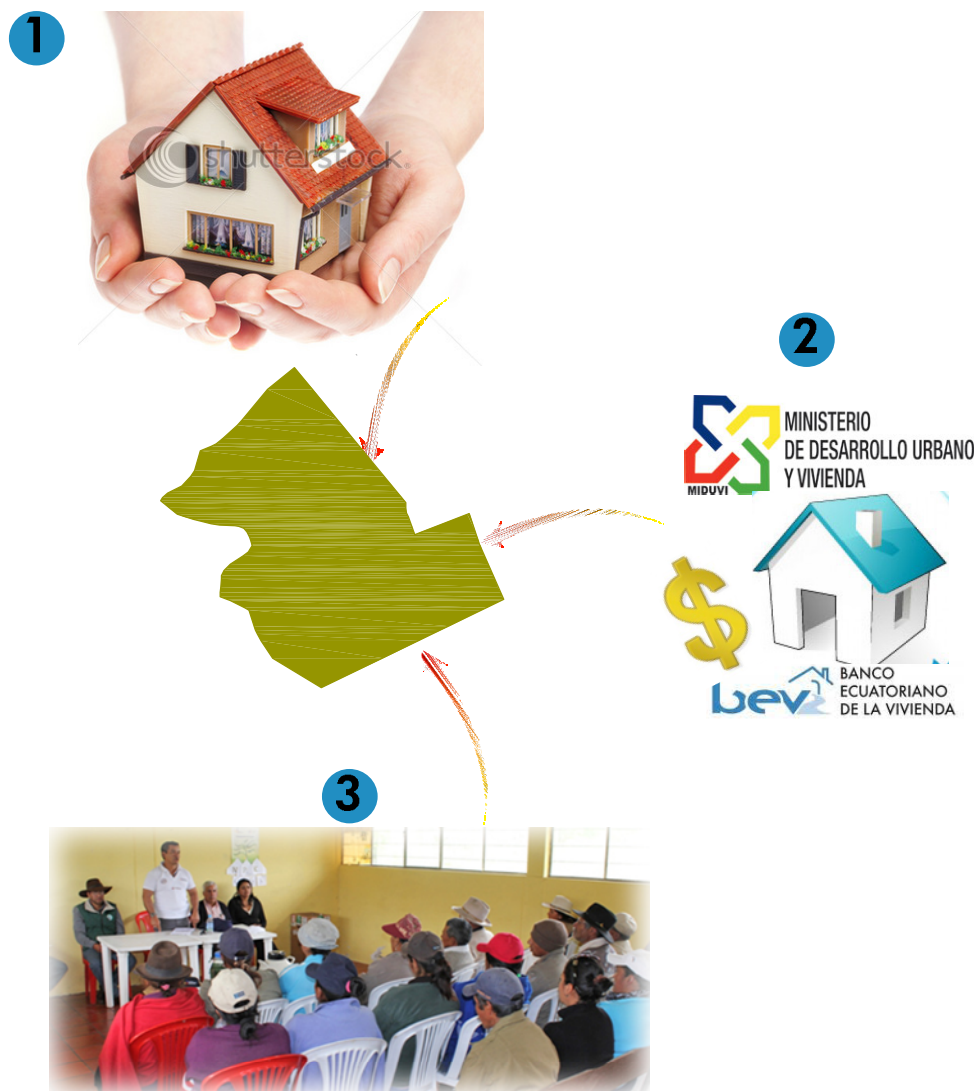 1
shutterstock
2
MINISTERIO
DE DESARROLLO URBANO
Y VIVIENDA
MIDUVI
$
bev
BANCO
ECUATORIANO
DE LA VIVIENDA
3